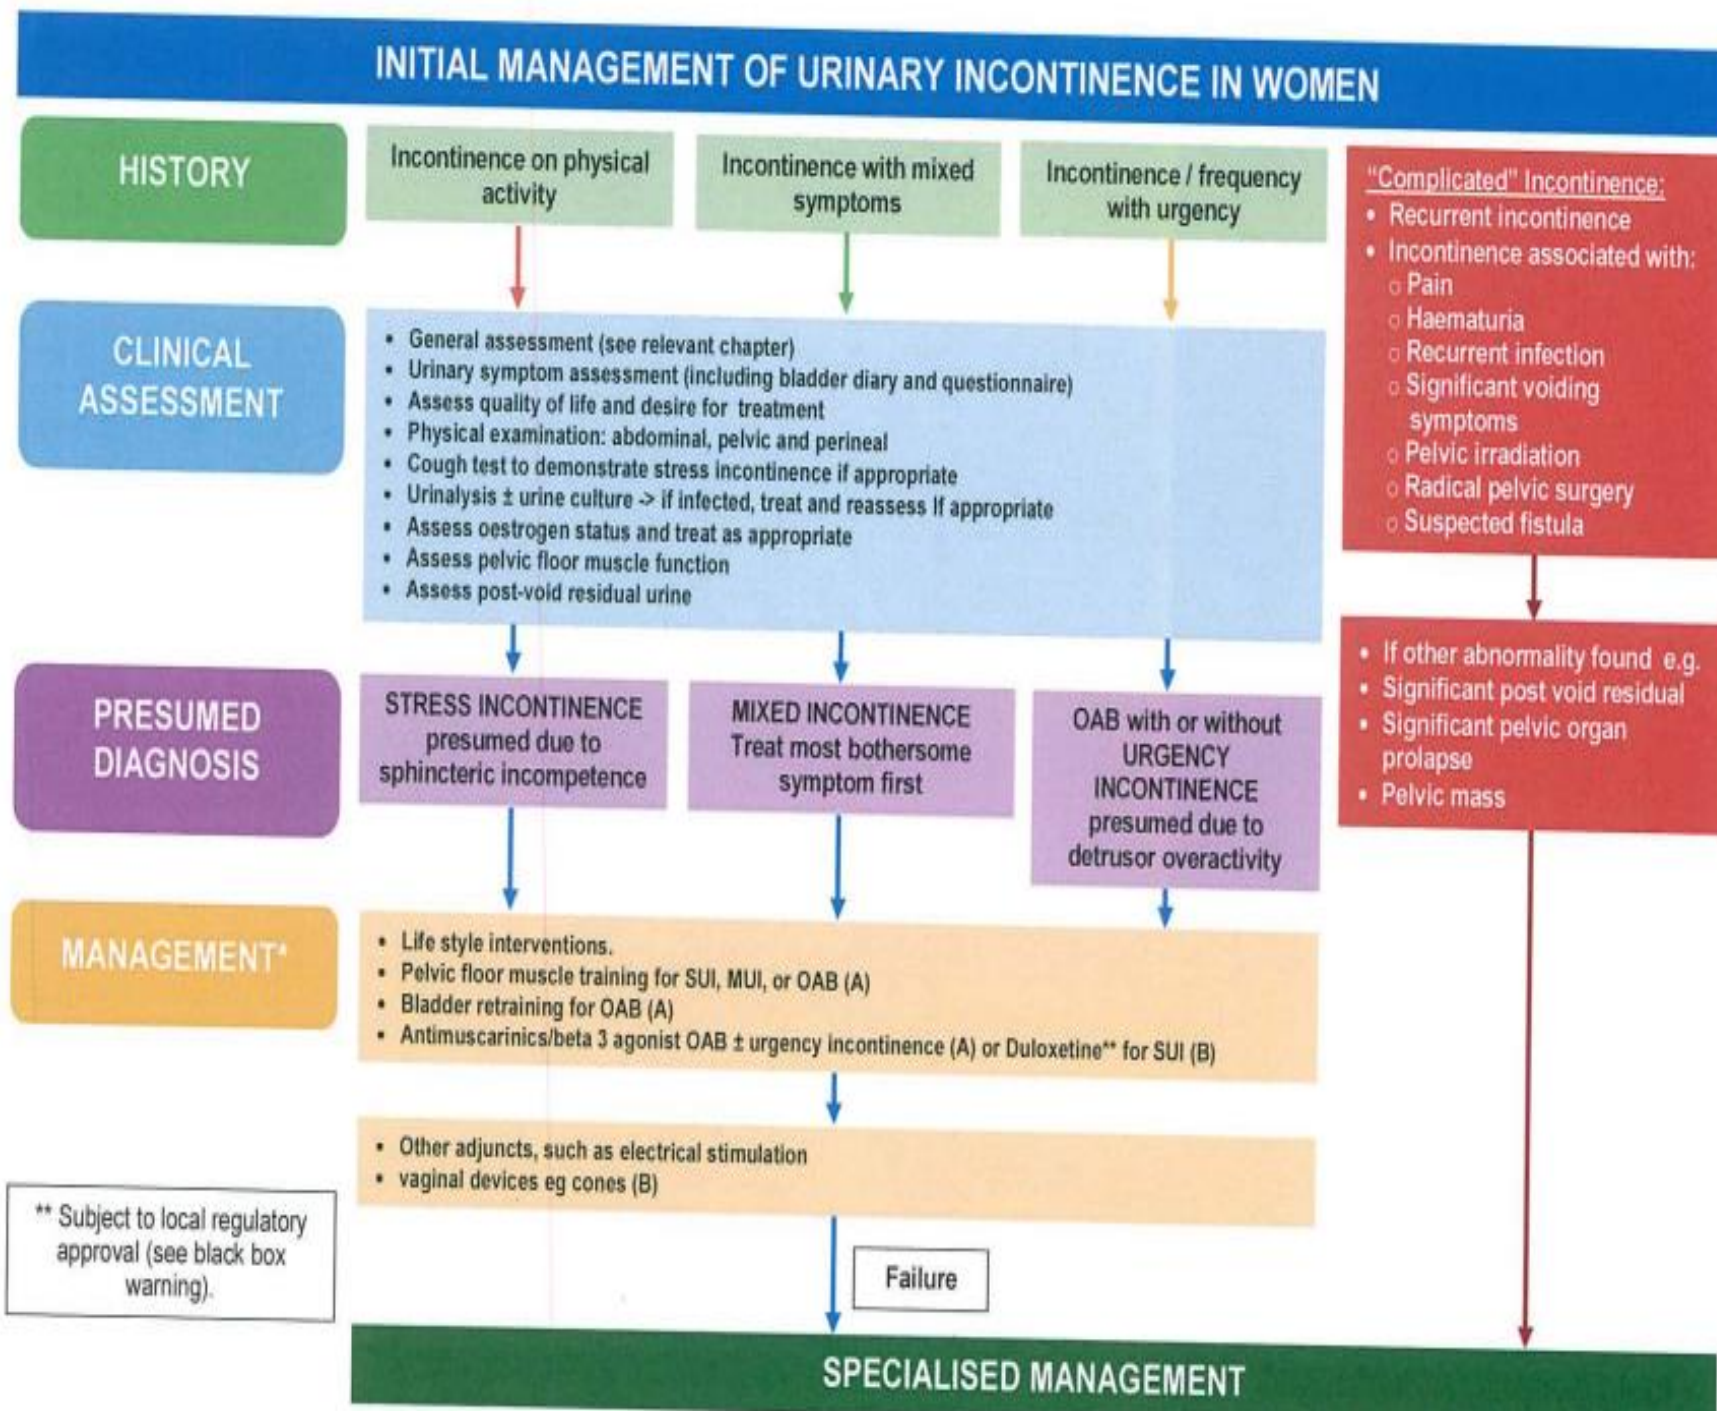 INITIAL MANAGEMENT OF URINARY INCONTINENCE IN WOMEN
HISTORY
Incontinence on physical
activity
Incontinence with mixed
symptoms
Incontinence / frequency
with urgency
"Complicated" Incontinence:
• Recurrent incontinence
• Incontinence associated with:
○ Pain
○ Haematuria
○ Recurrent infection
○ Significant voiding
symptoms
○ Pelvic irradiation
○ Radical pelvic surgery
○ Suspected fistula
CLINICAL
ASSESSMENT
• General assessment (see relevant chapter)
• Urinary symptom assessment (including bladder diary and questionnaire)
• Assess quality of life and desire for treatment
• Physical examination: abdominal, pelvic and perineal
• Cough test to demonstrate stress incontinence if appropriate
• Urinalysis ± urine culture -> if infected, treat and reassess If appropriate
• Assess oestrogen status and treat as appropriate
• Assess pelvic floor muscle function
• Assess post-void residual urine
• If other abnormality found e.g.
• Significant post void residual
• Significant pelvic organ
prolapse
• Pelvic mass
PRESUMED
DIAGNOSIS
STRESS INCONTINENCE
presumed due to
sphincteric incompetence
MIXED INCONTINENCE
Treat most bothersome
symptom first
OAB with or without
URGENCY
INCONTINENCE
presumed due to
detrusor overactivity
MANAGEMENT*
• Life style interventions.
• Pelvic floor muscle training for SUI, MUI, or OAB (A)
• Bladder retraining for OAB (A)
• Antimuscarinics/beta 3 agonist OAB ± urgency incontinence (A) or Duloxetine** for SUI (B)
• Other adjuncts, such as electrical stimulation
• vaginal devices eg cones (B)
** Subject to local regulatory
approval (see black box
warning).
Failure
SPECIALISED MANAGEMENT